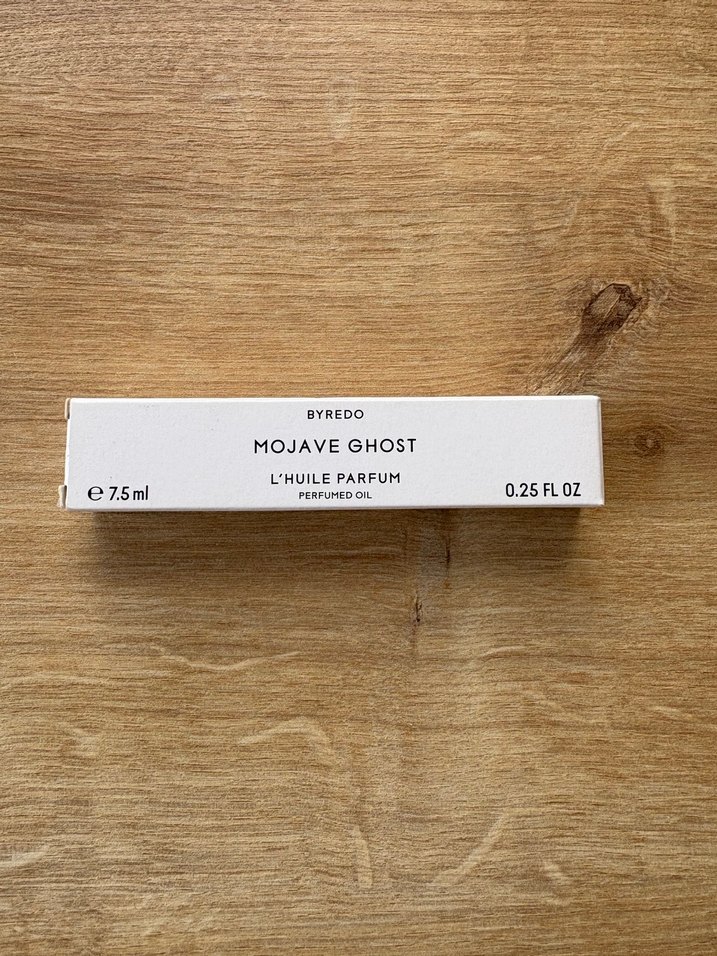 BYREDO
MOJAVE GHOST
L'HUILE PARFUM
PERFUMED OIL
℮ 7.5 ml
0.25 FL OZ